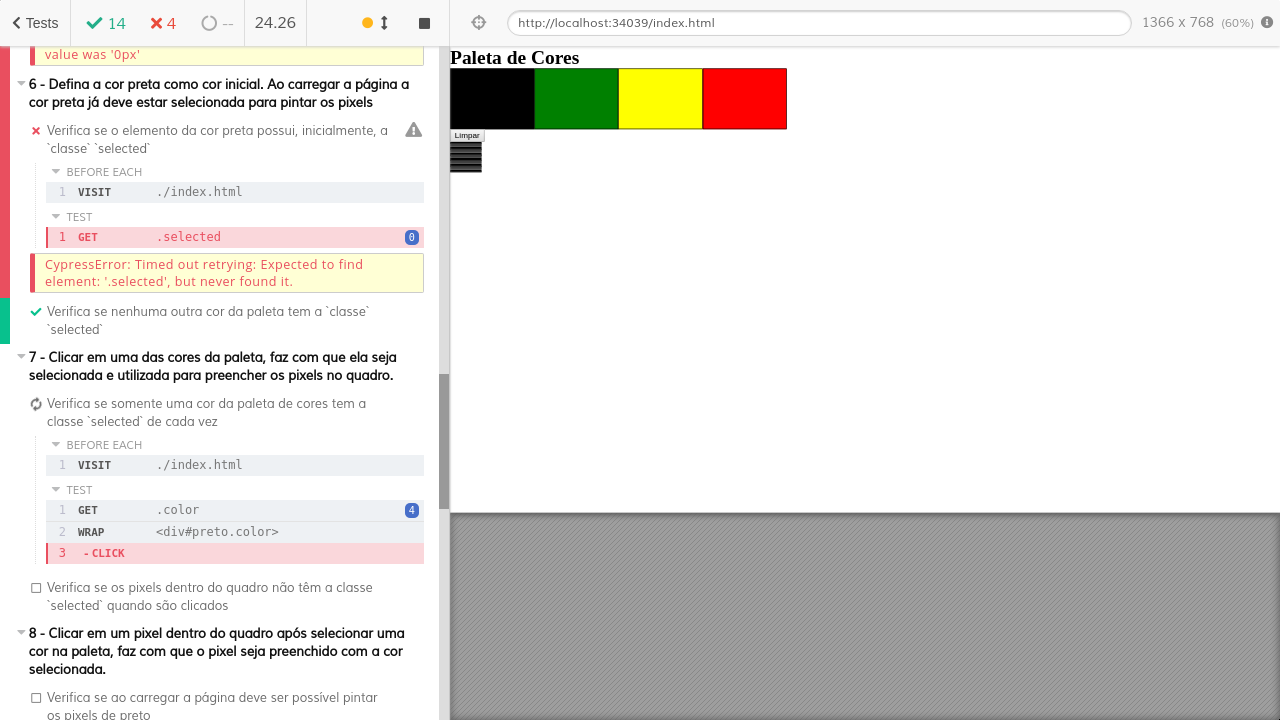 Tests
14
4
--
24.26
http://localhost:34039/index.html
1366 x 768 (60%)
value was '0px'
6 - Defina a cor preta como cor inicial. Ao carregar a página a
cor preta já deve estar selecionada para pintar os pixels
Verifica se o elemento da cor preta possui, inicialmente, a
`classe` `selected`
BEFORE EACH
1 VISIT ./index.html
TEST
1 GET .selected 0
CypressError: Timed out retrying: Expected to find
element: '.selected', but never found it.
Verifica se nenhuma outra cor da paleta tem a `classe`
`selected`
7 - Clicar em uma das cores da paleta, faz com que ela seja
selecionada e utilizada para preencher os pixels no quadro.
Verifica se somente uma cor da paleta de cores tem a
classe `selected` de cada vez
BEFORE EACH
1 VISIT ./index.html
TEST
1 GET .color 4
2 WRAP <div#preto.color>
3 -CLICK
Verifica se os pixels dentro do quadro não têm a classe
`selected` quando são clicados
8 - Clicar em um pixel dentro do quadro após selecionar uma
cor na paleta, faz com que o pixel seja preenchido com a cor
selecionada.
Verifica se ao carregar a página deve ser possível pintar
os pixels de preto
Paleta de Cores
Limpar